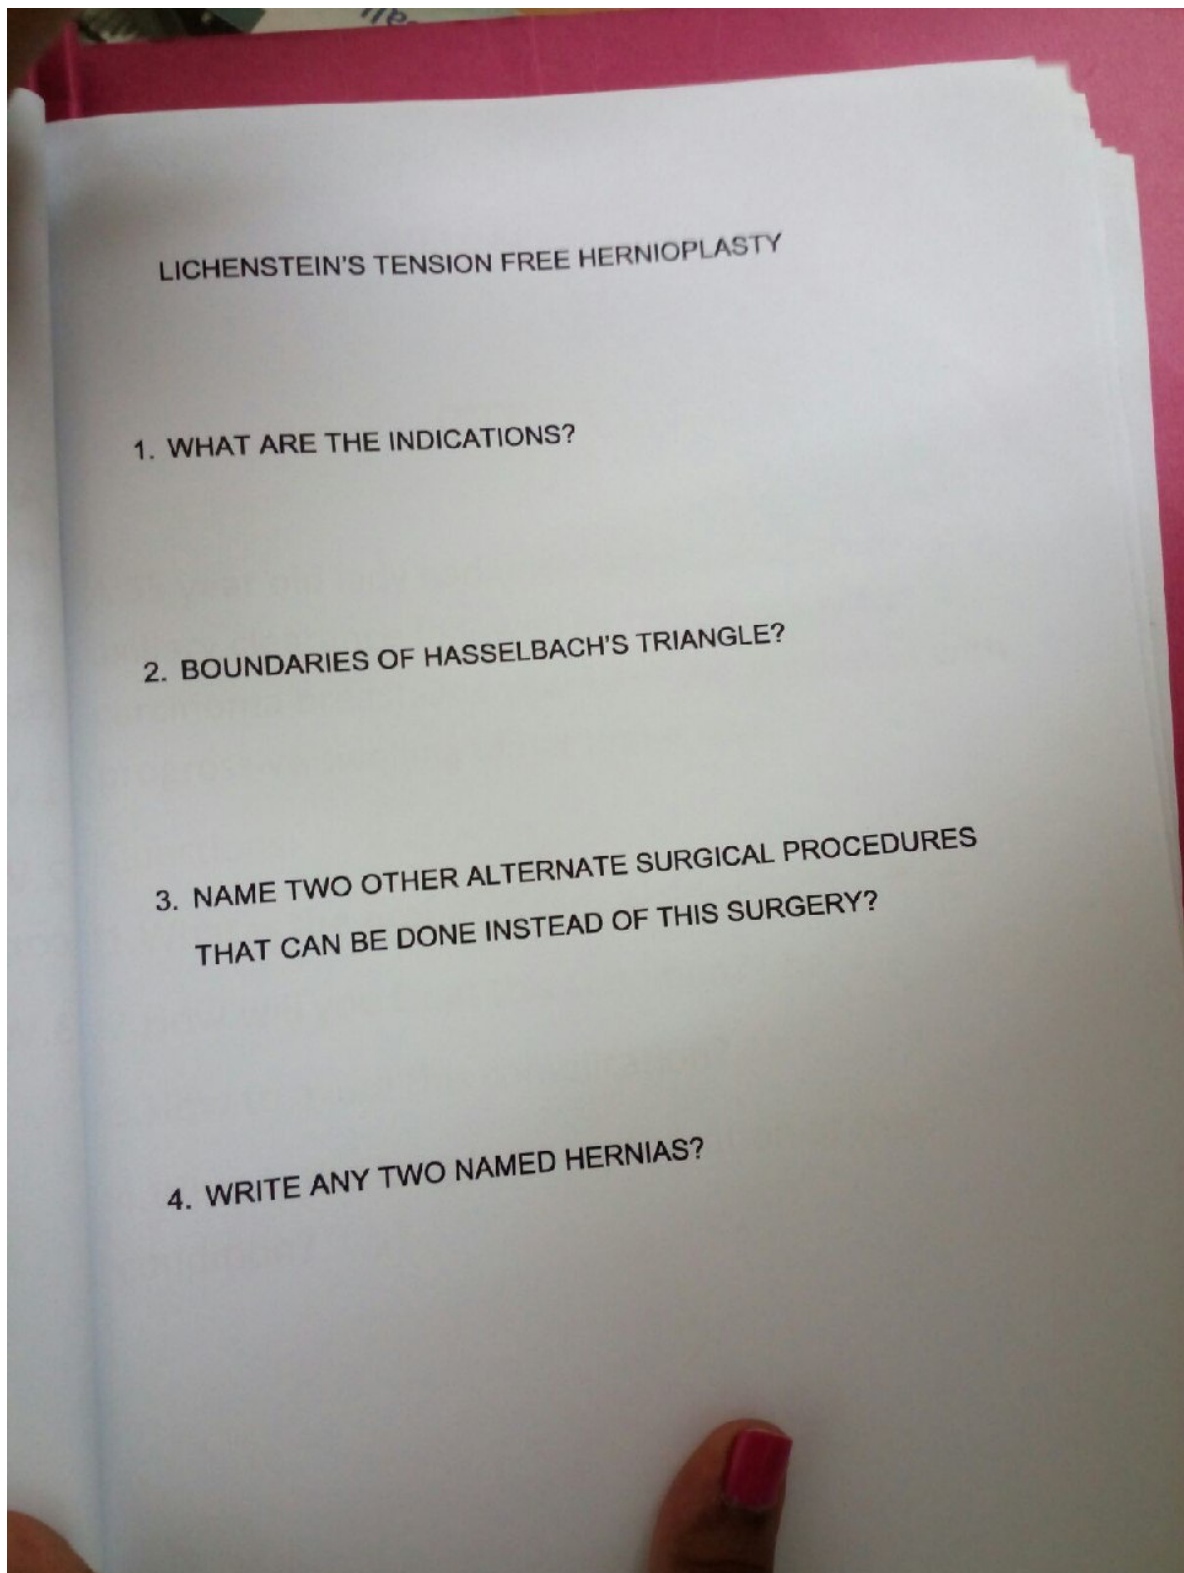 LICHENSTEIN'S TENSION FREE HERNIOPLASTY
1. WHAT ARE THE INDICATIONS?
2. BOUNDARIES OF HASSELBACH'S TRIANGLE?
3. NAME TWO OTHER ALTERNATE SURGICAL PROCEDURES
THAT CAN BE DONE INSTEAD OF THIS SURGERY?
4. WRITE ANY TWO NAMED HERNIAS?